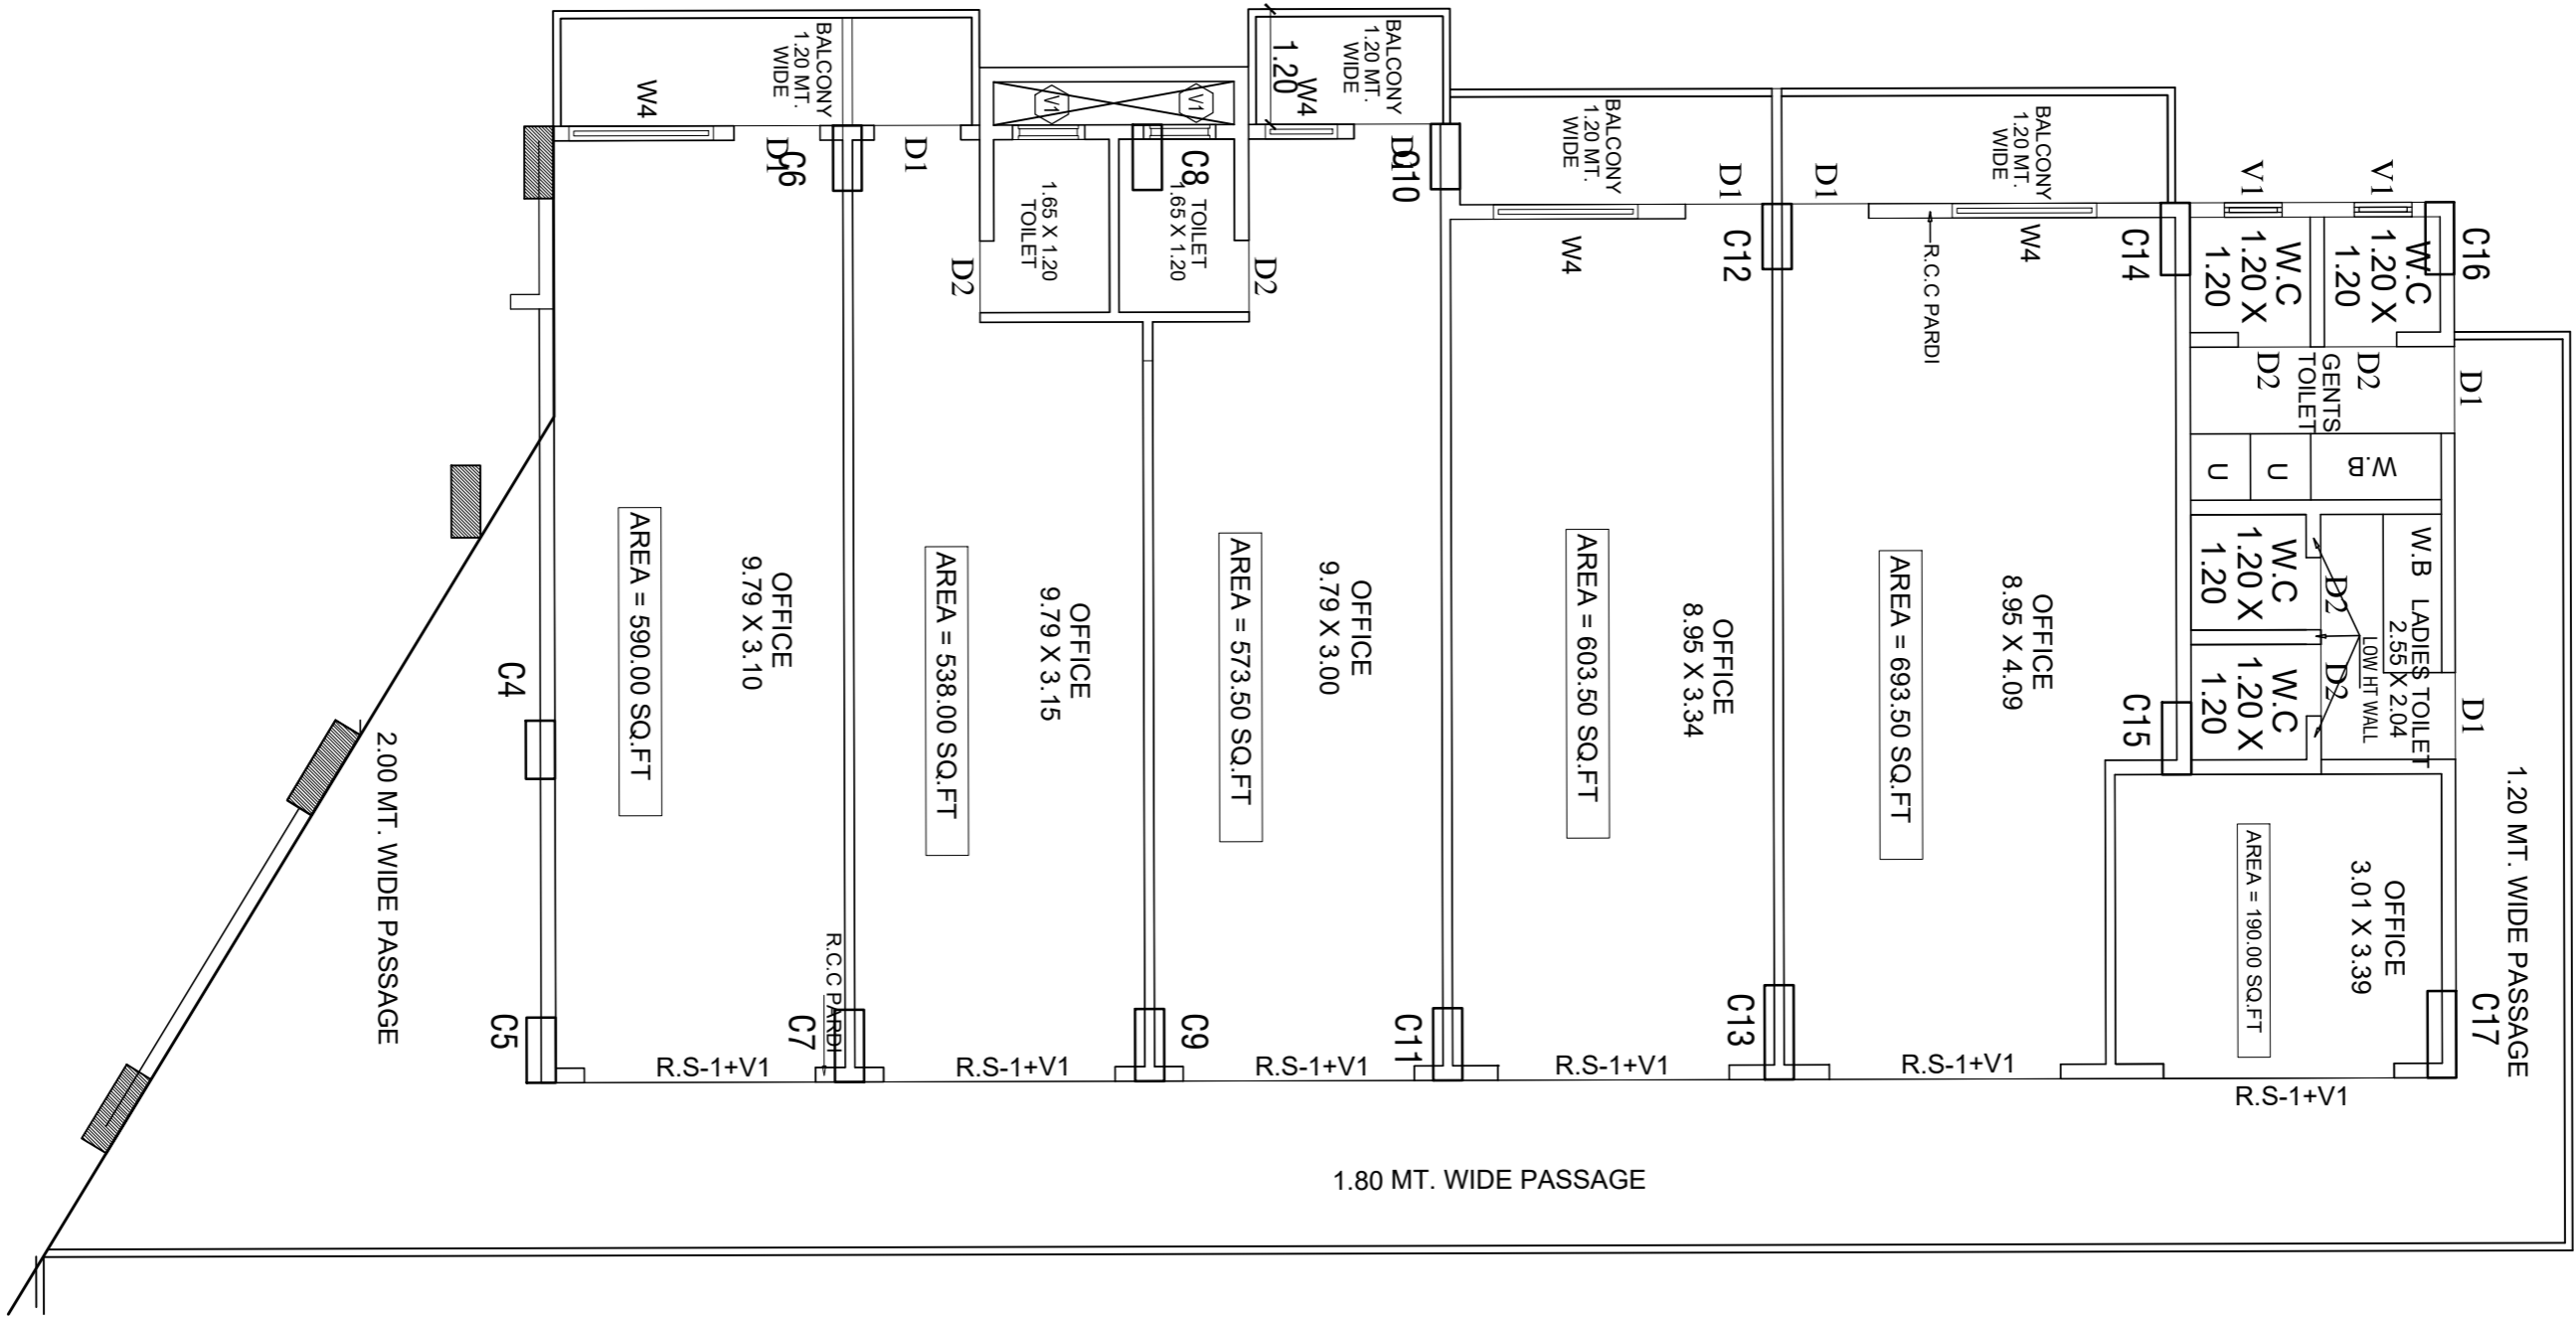 BALCONY
1.20 MT.
WIDE
W4
D1
C6
D1
V1
V1
1.20
W4
BALCONY
1.20 MT.
WIDE
D1
C10
C8
TOILET
1.65 X 1.20
1.65 X 1.20
TOILET
D2
D2
BALCONY
1.20 MT.
WIDE
W4
D1
C12
D1
BALCONY
1.20 MT.
WIDE
W4
R.C.C PARDI
C14
V1
V1
C16
W.C
1.20 X
1.20
W.C
1.20 X
1.20
D2
D2
GENTS
TOILET
D1
U
U
W.B
W.C
1.20 X
1.20
W.C
1.20 X
1.20
D2
D2
LOW HT WALL
W.B
LADIES TOILET
2.55 X 2.04
D1
C15
OFFICE
9.79 X 3.10
AREA = 590.00 SQ.FT
OFFICE
9.79 X 3.15
AREA = 538.00 SQ.FT
OFFICE
9.79 X 3.00
AREA = 573.50 SQ.FT
OFFICE
8.95 X 3.34
AREA = 603.50 SQ.FT
OFFICE
8.95 X 4.09
AREA = 693.50 SQ.FT
OFFICE
3.01 X 3.39
AREA = 190.00 SQ.FT
1.20 MT. WIDE PASSAGE
C4
2.00 MT. WIDE PASSAGE
C5
C7
R.C.C PARDI
C9
C11
C13
C17
R.S-1+V1
R.S-1+V1
R.S-1+V1
R.S-1+V1
R.S-1+V1
R.S-1+V1
1.80 MT. WIDE PASSAGE